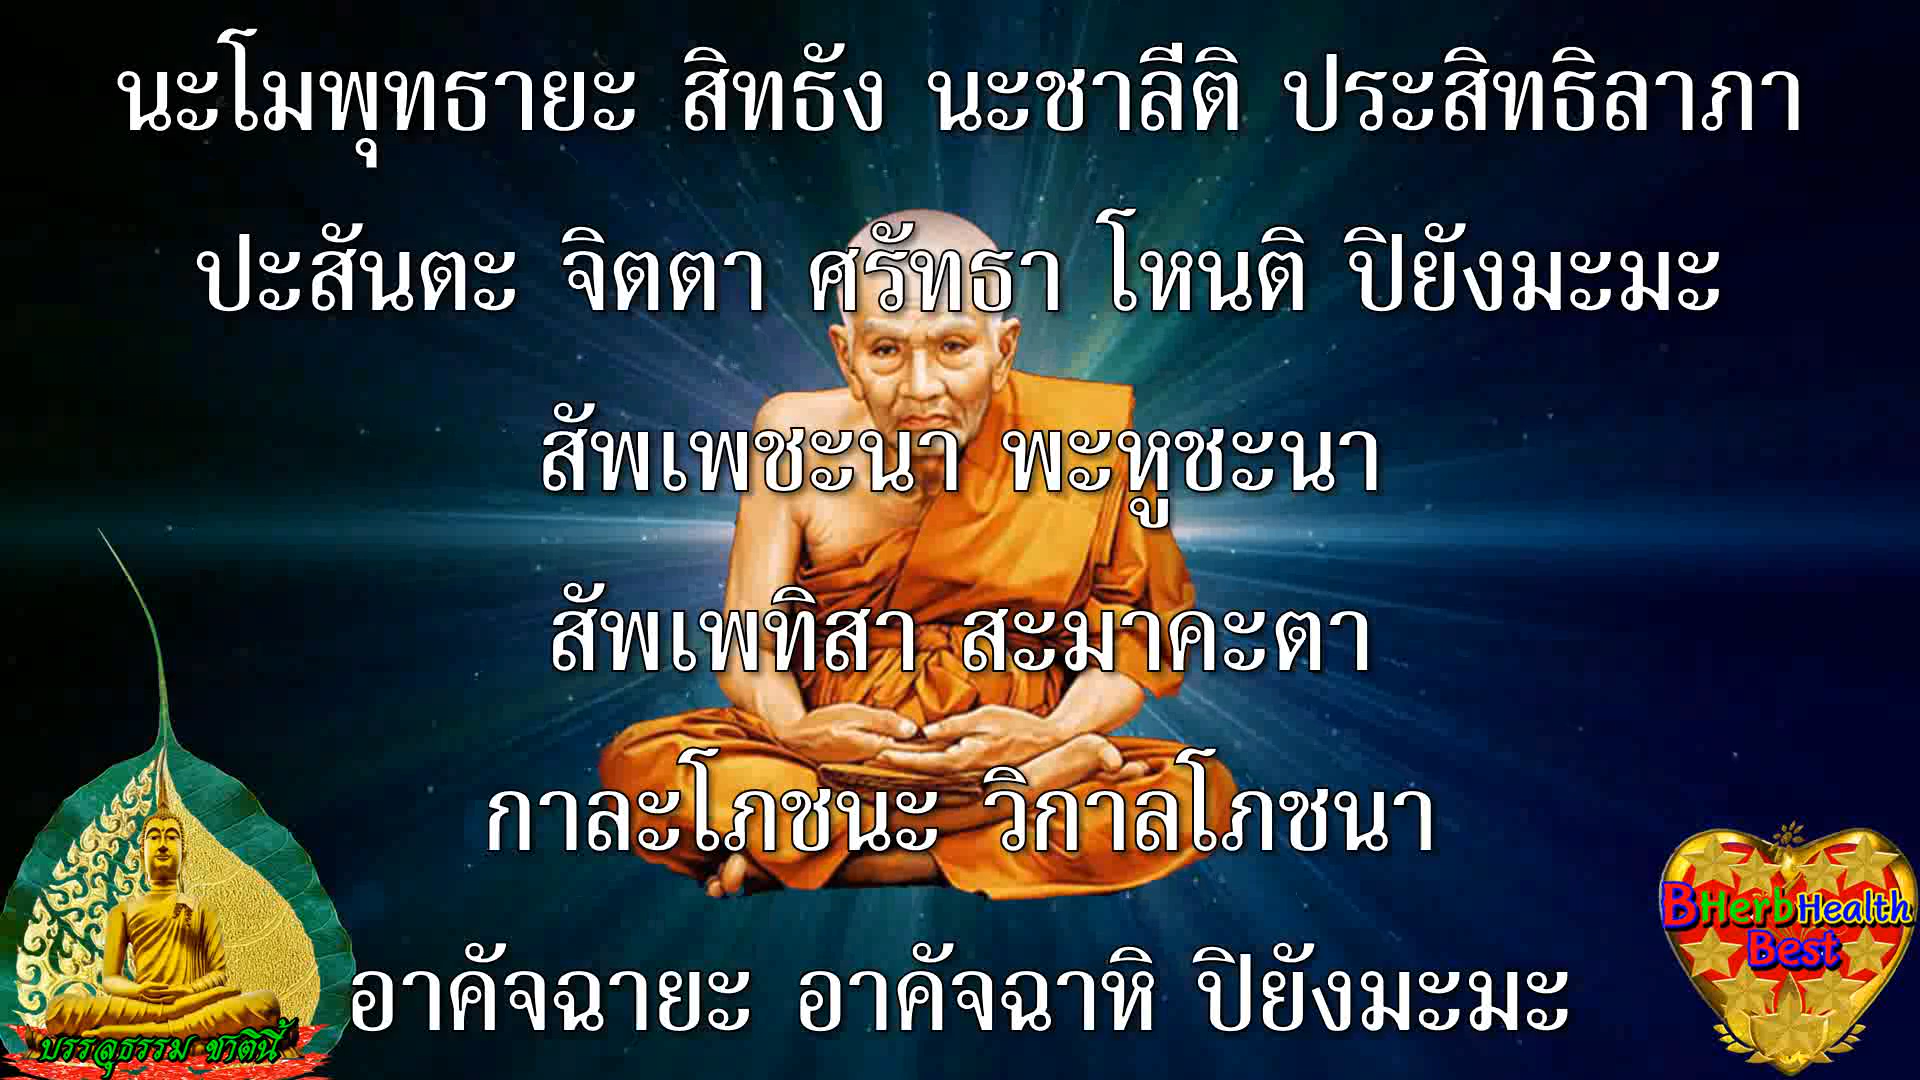 นะโมพุทธายะ สิทธัง นะชาลีติ ประสิทธิลาภา
ปะสันตะ จิตตา ศรัทธา โหนติ ปิยังมะมะ
สัพเพชะนา พะหูชะนา
สัพเพทิสา สะมาคะตา
กาละโภชนะ วิกาลโภชนา
อาคัจฉายะ อาคัจฉาหิ ปิยังมะมะ
บรรลุธรรม ชาตินี้
BHerbHealth
Best